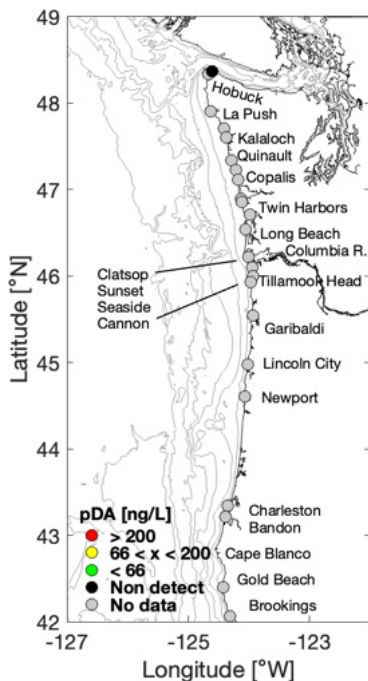 49
48
47
46
45
44
43
42
Latitude [°N]
Hobuck
La Push
Kalaloch
Quinault
Copalis
Twin Harbors
Long Beach
Columbia R.
Clatsop
Sunset
Seaside
Cannon
Tillamook Head
Garibaldi
Lincoln City
Newport
Charleston
Bandon
Cape Blanco
Gold Beach
Brookings
pDA [ng/L]
> 200
66 < x < 200
< 66
Non detect
No data
-127 -125 -124 -123
Longitude [°W]